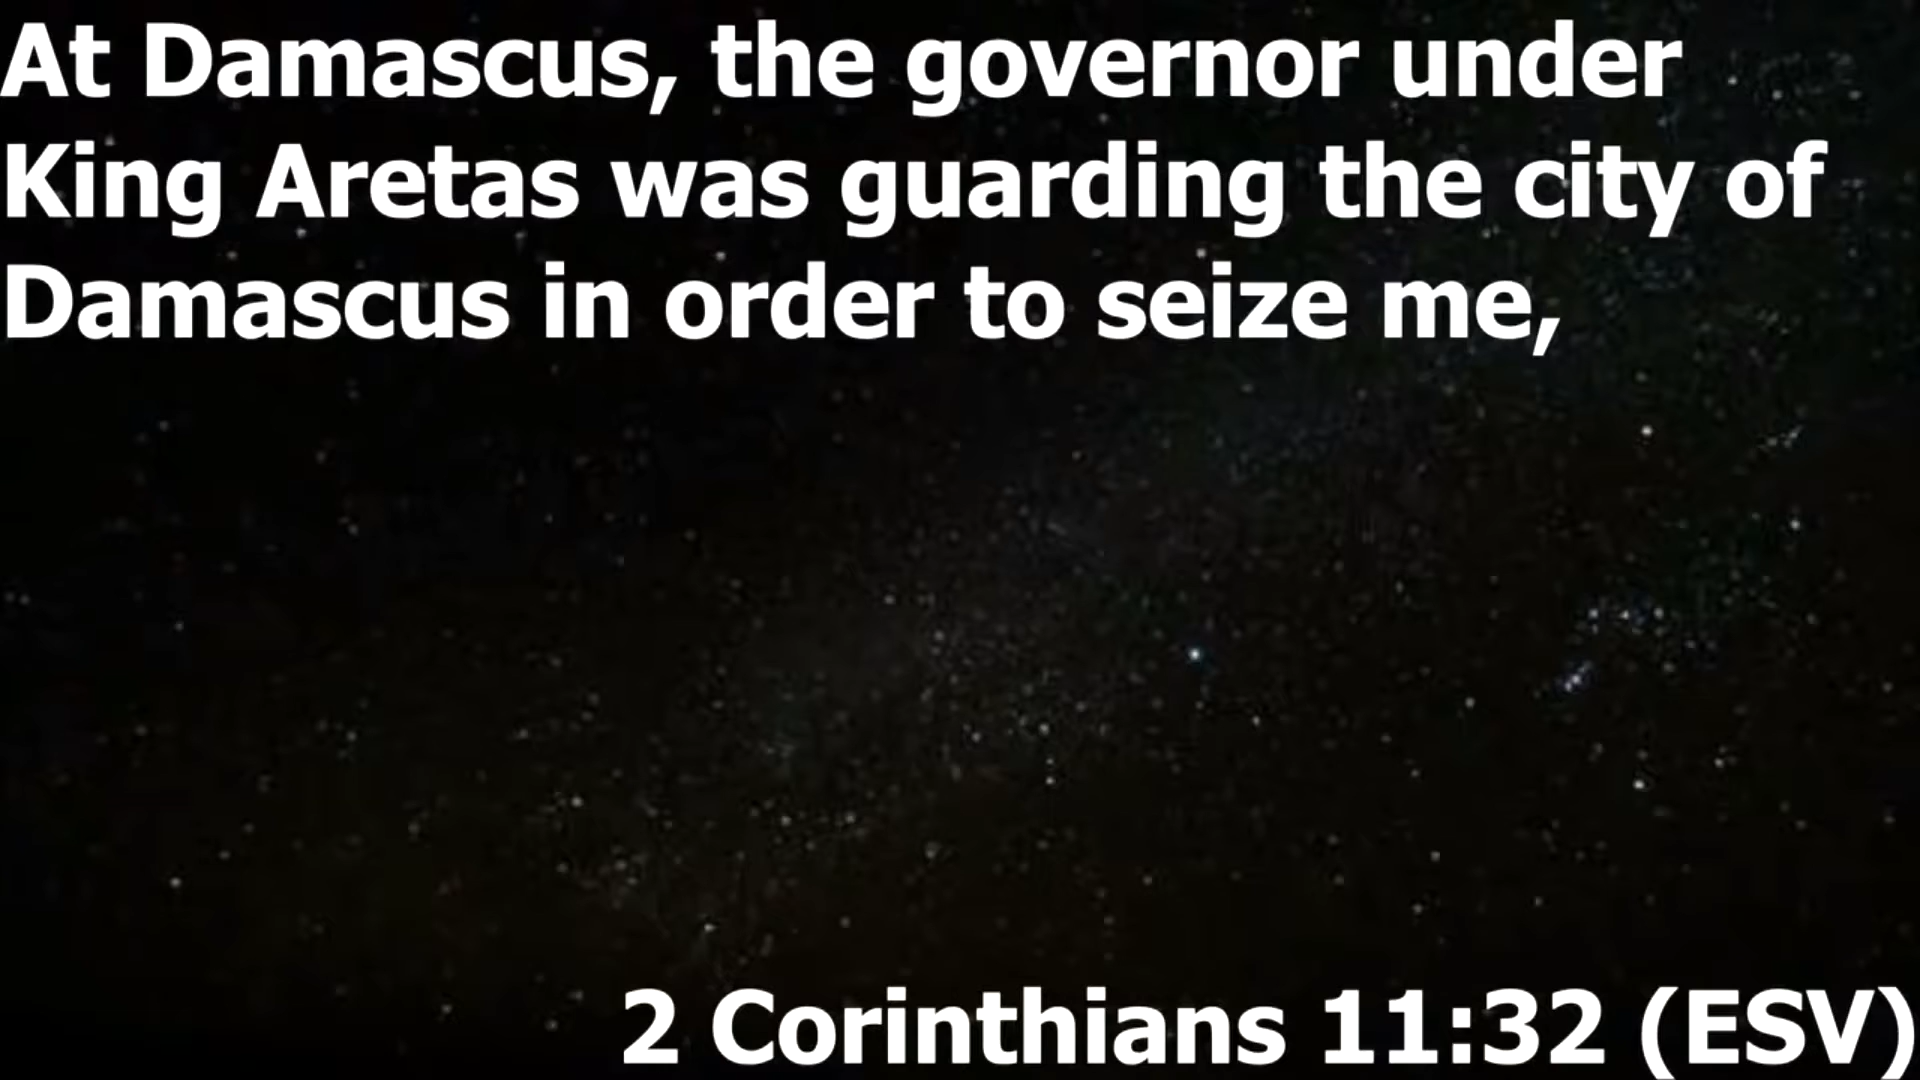 At Damascus, the governor under
King Aretas was guarding the city of
Damascus in order to seize me,
2 Corinthians 11:32 (ESV)